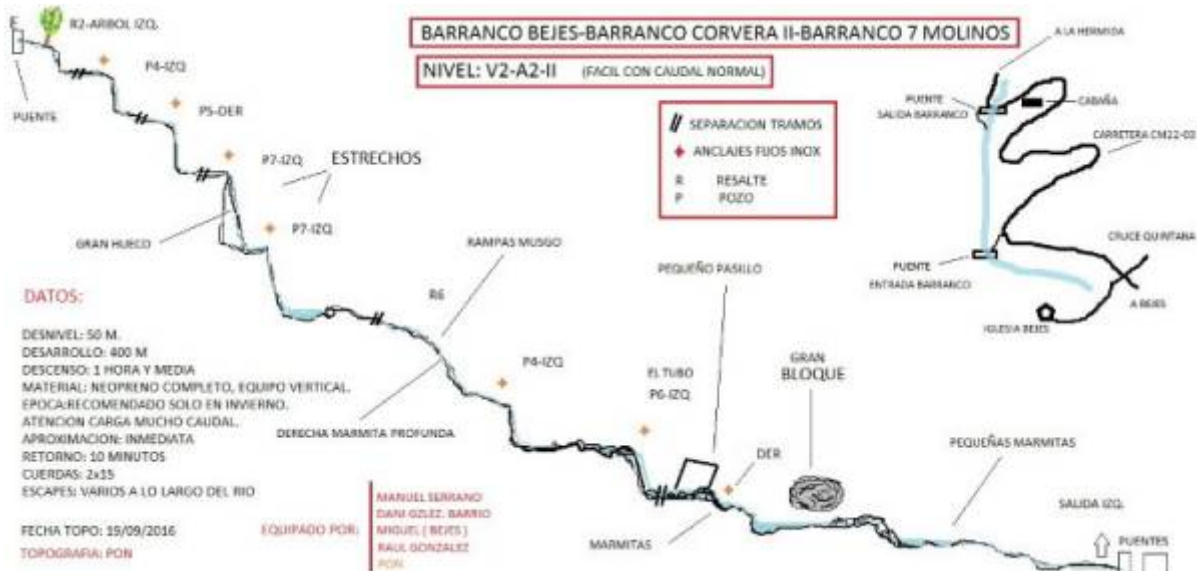 E
R2-ARBOL IZQ.
PUENTE
P4-IZQ
P5-DER
P7-IZQ
ESTRECHOS
P7-IZQ
GRAN HUECO
BARRANCO BEJES-BARRANCO CORVERA II-BARRANCO 7 MOLINOS
NIVEL: V2-A2-II (FACIL CON CAUDAL NORMAL)
SEPARACION TRAMOS
ANCLAJES FIJOS INOX
R RESALTE
P POZO
A LA HERMIDA
PUENTE
SALIDA BARRANCO
CABAÑA
CARRETERA CM22-03
CRUCE QUINTANA
PUENTE
ENTRADA BARRANCO
A BEJES
IGLESIA BEJES
RAMPAS MUSGO
R6
PEQUEÑO PASILLO
P4-IZQ
EL TUBO
P6-IZQ
GRAN
BLOQUE
DERECHA MARMITA PROFUNDA
DER
PEQUEÑAS MARMITAS
MARMITAS
SALIDA IZQ.
PUENTES
DATOS:
DESNIVEL: 50 M.
DESARROLLO: 400 M
DESCENSO: 1 HORA Y MEDIA
MATERIAL: NEOPRENO COMPLETO, EQUIPO VERTICAL.
EPOCA:RECOMENDADO SOLO EN INVIERNO.
ATENCION CARGA MUCHO CAUDAL.
APROXIMACION: INMEDIATA
RETORNO: 10 MINUTOS
CUERDAS: 2x15
ESCAPES: VARIOS A LO LARGO DEL RIO
FECHA TOPO: 19/09/2016
TOPOGRAFIA: PON
EQUIPADO POR:
MANUEL SERRANO
DANI GZLEZ. BARRIO
MIGUEL ( BEJES )
RAUL GONZALEZ
PON